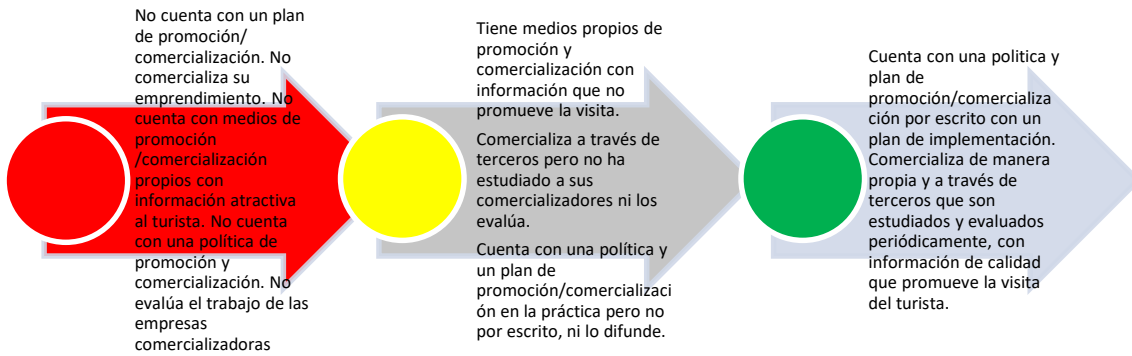 No cuenta con un plan
de promoción/
comercialización. No
comercializa su
emprendimiento. No
cuenta con medios de
promoción
/comercialización
propios con
información atractiva
al turista. No cuenta
con una política de
promoción y
comercialización. No
evalúa el trabajo de las
empresas
comercializadoras
Tiene medios propios de
promoción y
comercialización con
información que no
promueve la visita.
Comercializa a través de
terceros pero no ha
estudiado a sus
comercializadores ni los
evalúa.
Cuenta con una política y
un plan de
promoción/comercializaci
ón en la práctica pero no
por escrito, ni lo difunde.
Cuenta con una politica y
plan de
promoción/comercializa
ción por escrito con un
plan de implementación.
Comercializa de manera
propia y a través de
terceros que son
estudiados y evaluados
periódicamente, con
información de calidad
que promueve la visita
del turista.